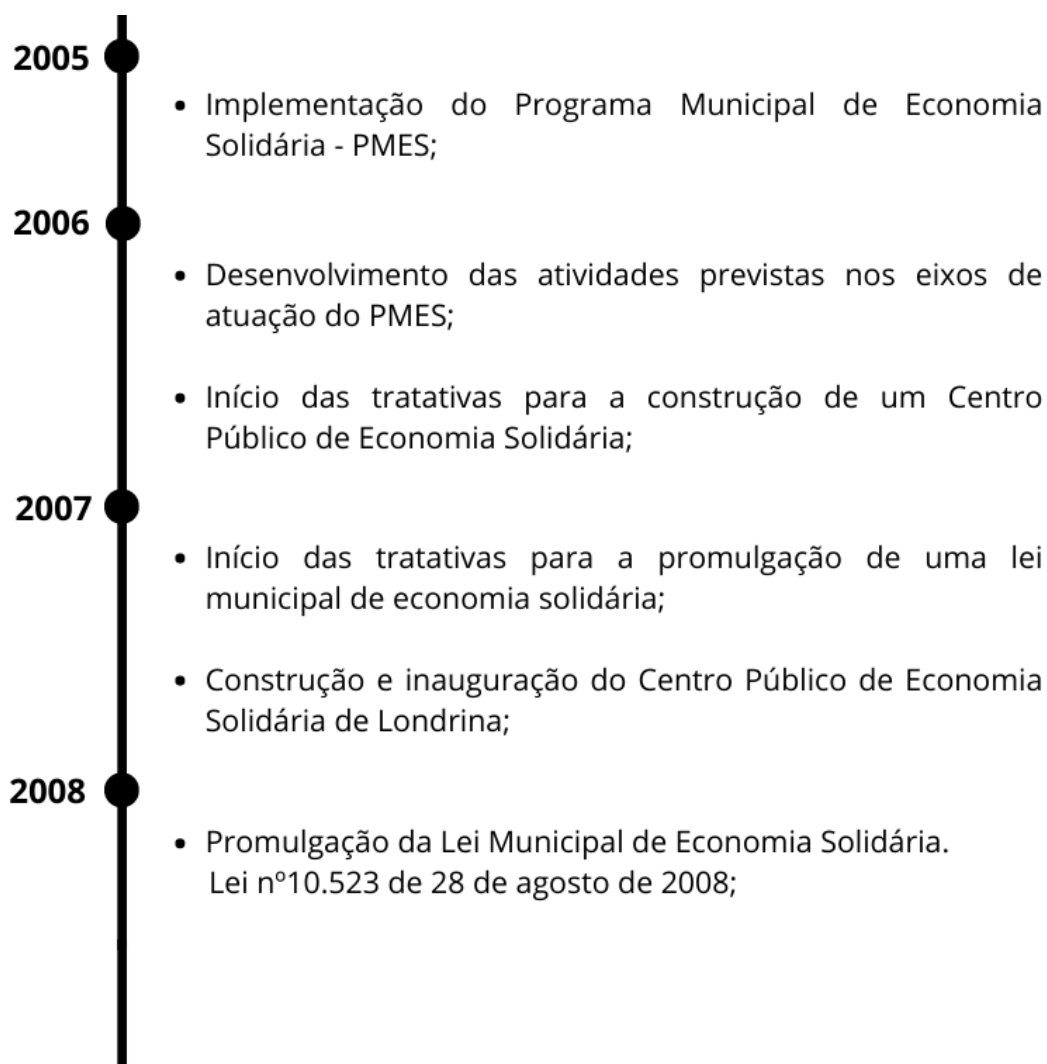 2005
• Implementação do Programa Municipal de Economia
Solidária - PMES;
2006
• Desenvolvimento das atividades previstas nos eixos de
atuação do PMES;
• Início das tratativas para a construção de um Centro
Público de Economia Solidária;
2007
• Início das tratativas para a promulgação de uma lei
municipal de economia solidária;
• Construção e inauguração do Centro Público de Economia
Solidária de Londrina;
2008
• Promulgação da Lei Municipal de Economia Solidária.
Lei nº10.523 de 28 de agosto de 2008;